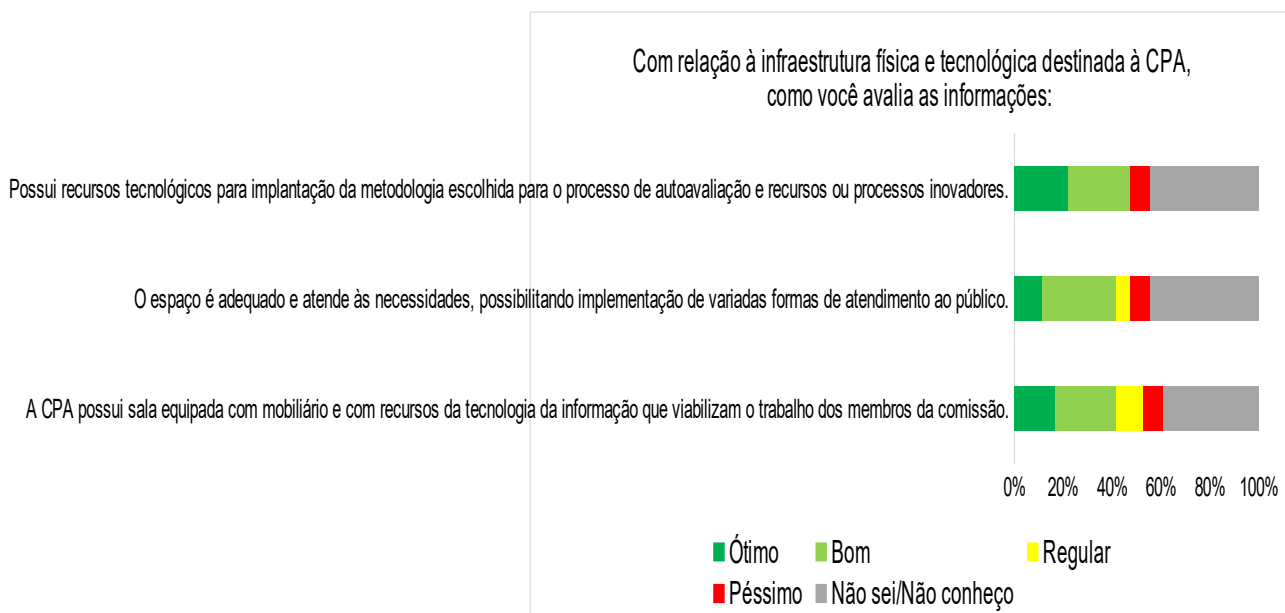 Com relação à infraestrutura física e tecnológica destinada à CPA,
como você avalia as informações:
Possui recursos tecnológicos para implantação da metodologia escolhida para o processo de autoavaliação e recursos ou processos inovadores.
O espaço é adequado e atende às necessidades, possibilitando implementação de variadas formas de atendimento ao público.
A CPA possui sala equipada com mobiliário e com recursos da tecnologia da informação que viabilizam o trabalho dos membros da comissão.
0% 20% 40% 60% 80% 100%
Ótimo Bom Regular
Péssimo Não sei/Não conheço